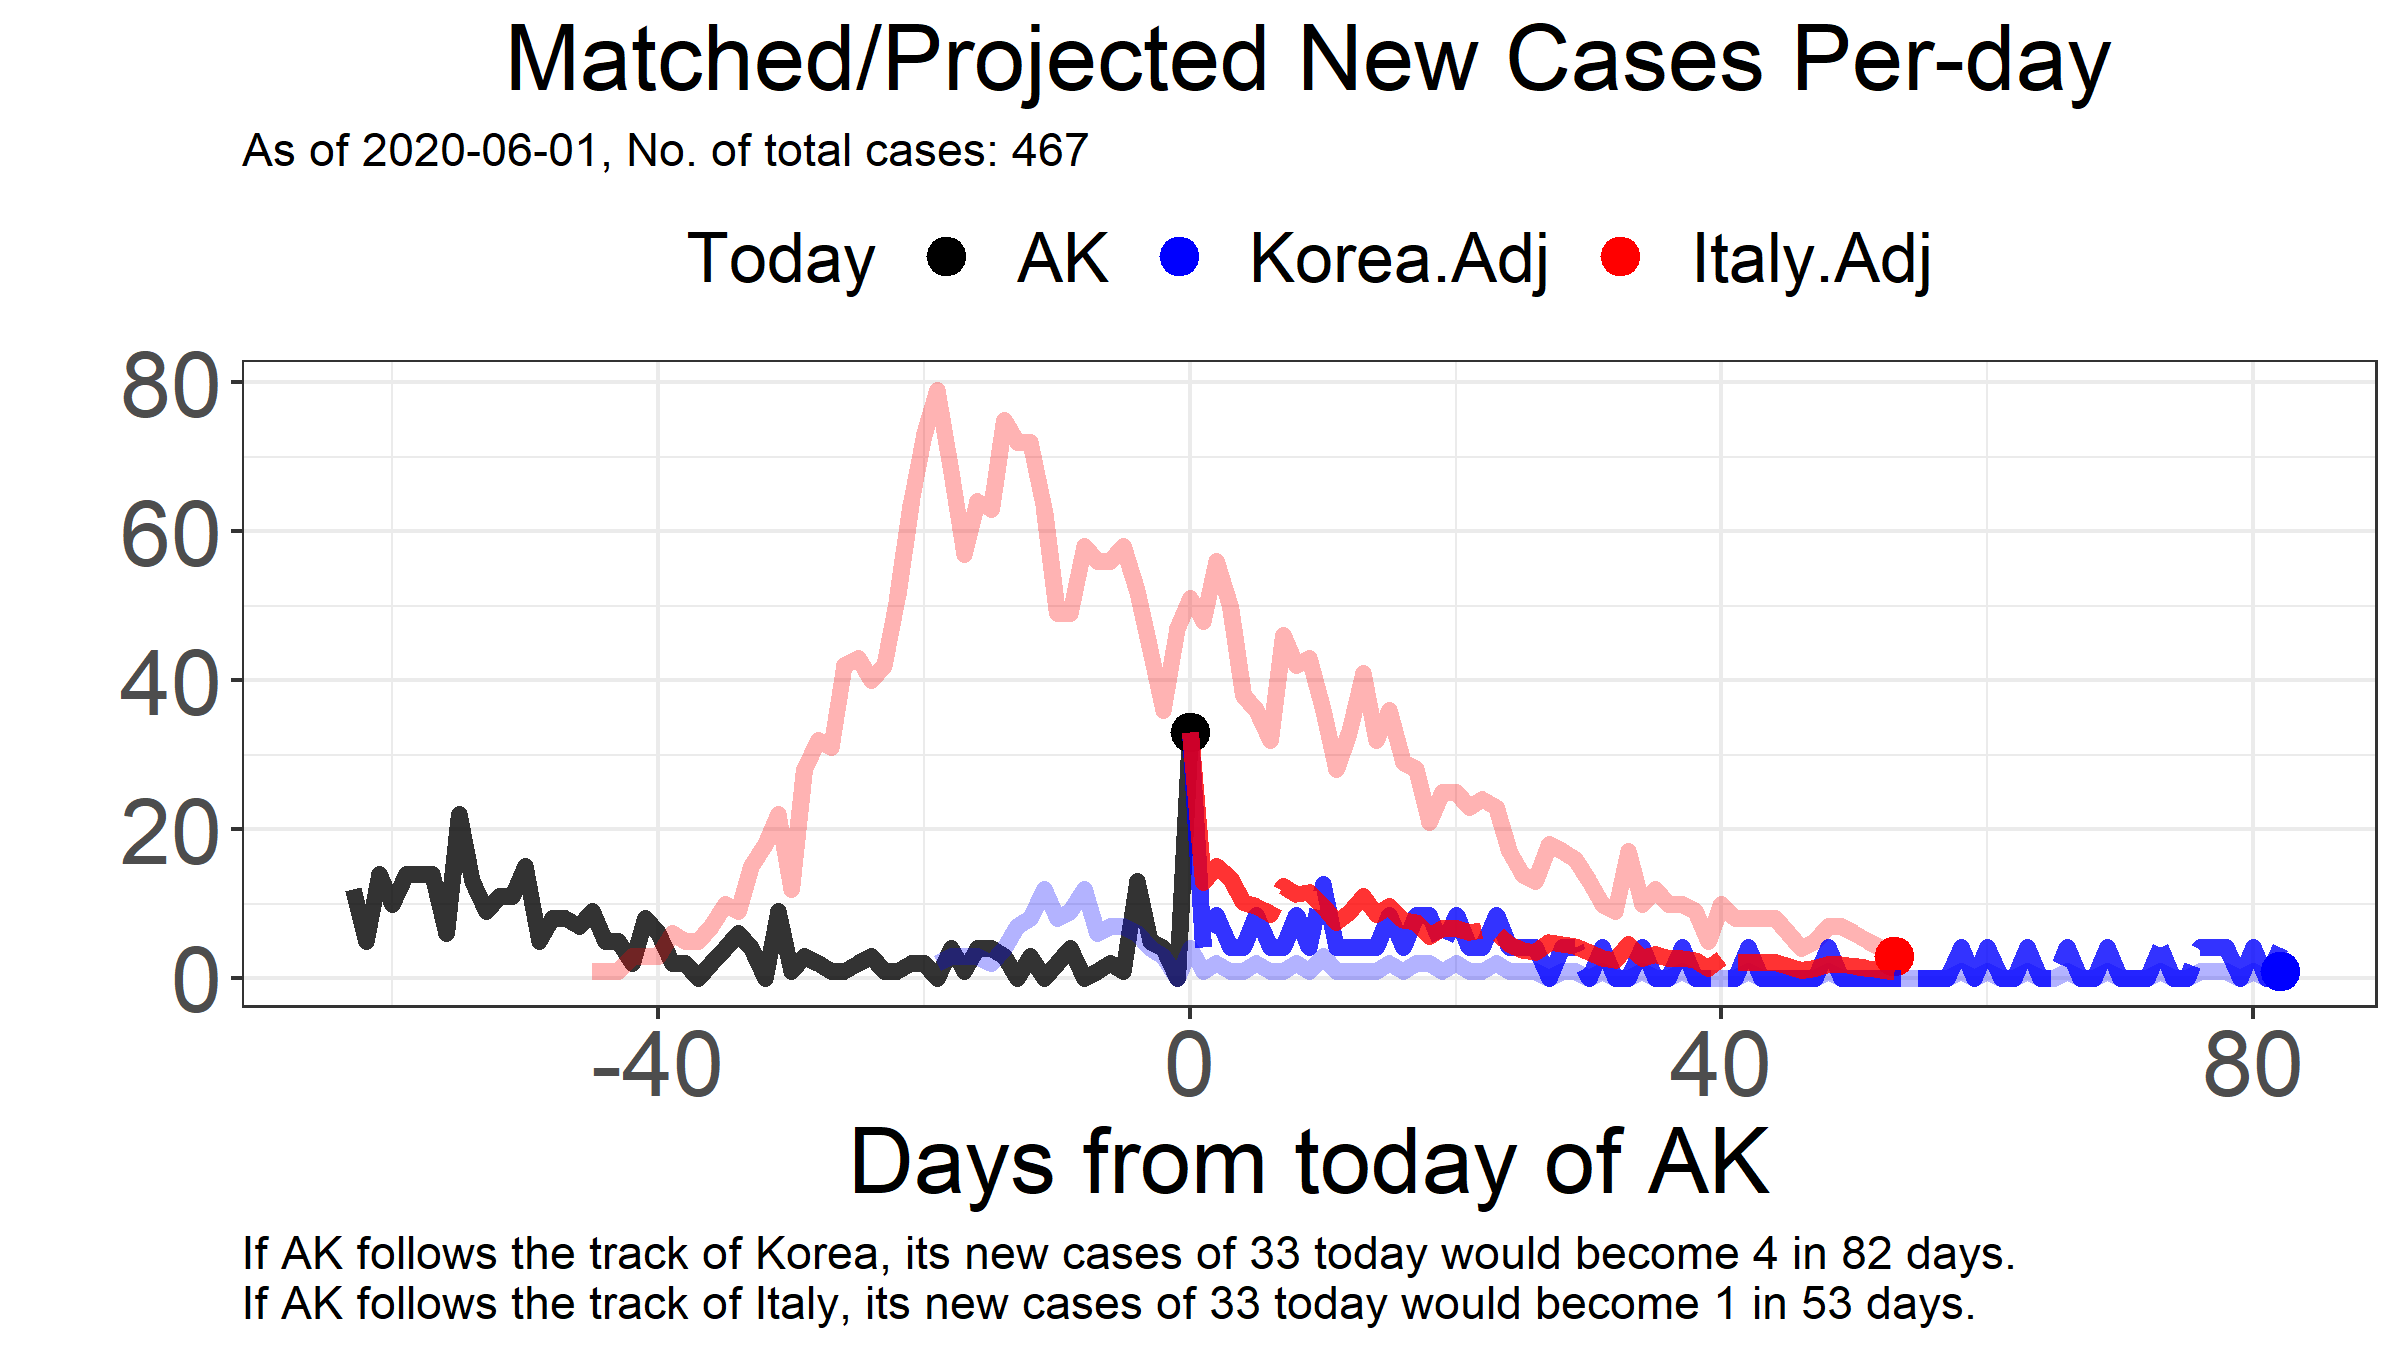 Matched/Projected New Cases Per-day
As of 2020-06-01, No. of total cases: 467
Today AK Korea.Adj Italy.Adj
80
60
40
20
0
-40 0 40 80
Days from today of AK
If AK follows the track of Korea, its new cases of 33 today would become 4 in 82 days.
If AK follows the track of Italy, its new cases of 33 today would become 1 in 53 days.